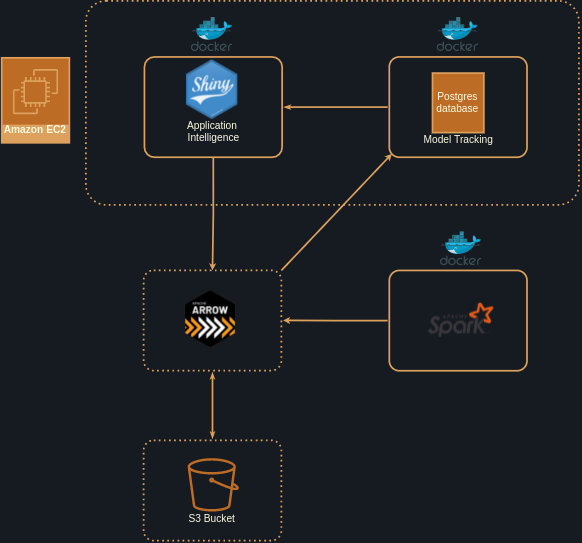 docker
docker
Shiny
Postgres
database
Application
Intelligence
Model Tracking
Amazon EC2
docker
APACHE
ARROW
APACHE
Spark
S3 Bucket